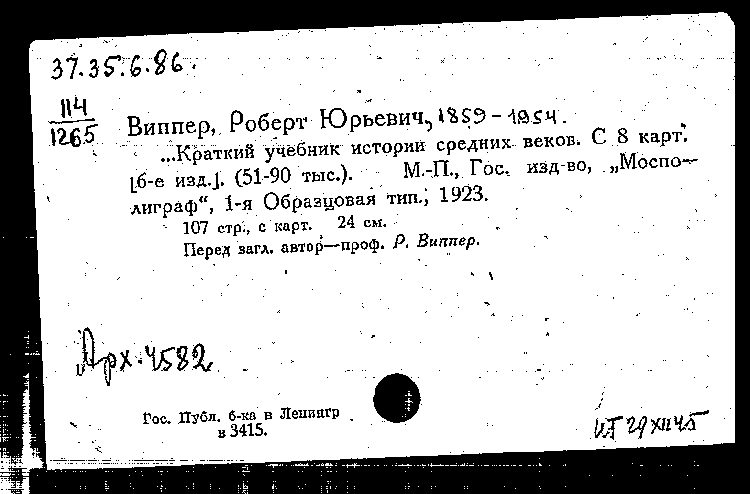 37.35.6.86.
114
1265
Виппер, Роберт Юрьевич, 1859-1954.
...Краткий учебник истории средних веков. С 8 карт.
[6-е изд.]. (51-90 тыс.). М.-П., Гос. изд-во, „Моспо-
лиграф“, 1-я Образцовая тип., 1923.
107 стр., с карт. 24 см.
Перед загл. автор—проф. Р. Виппер.
Арх. 4582
Гос. Публ. б-ка в Ленингр
в 3415.
29 XII 45